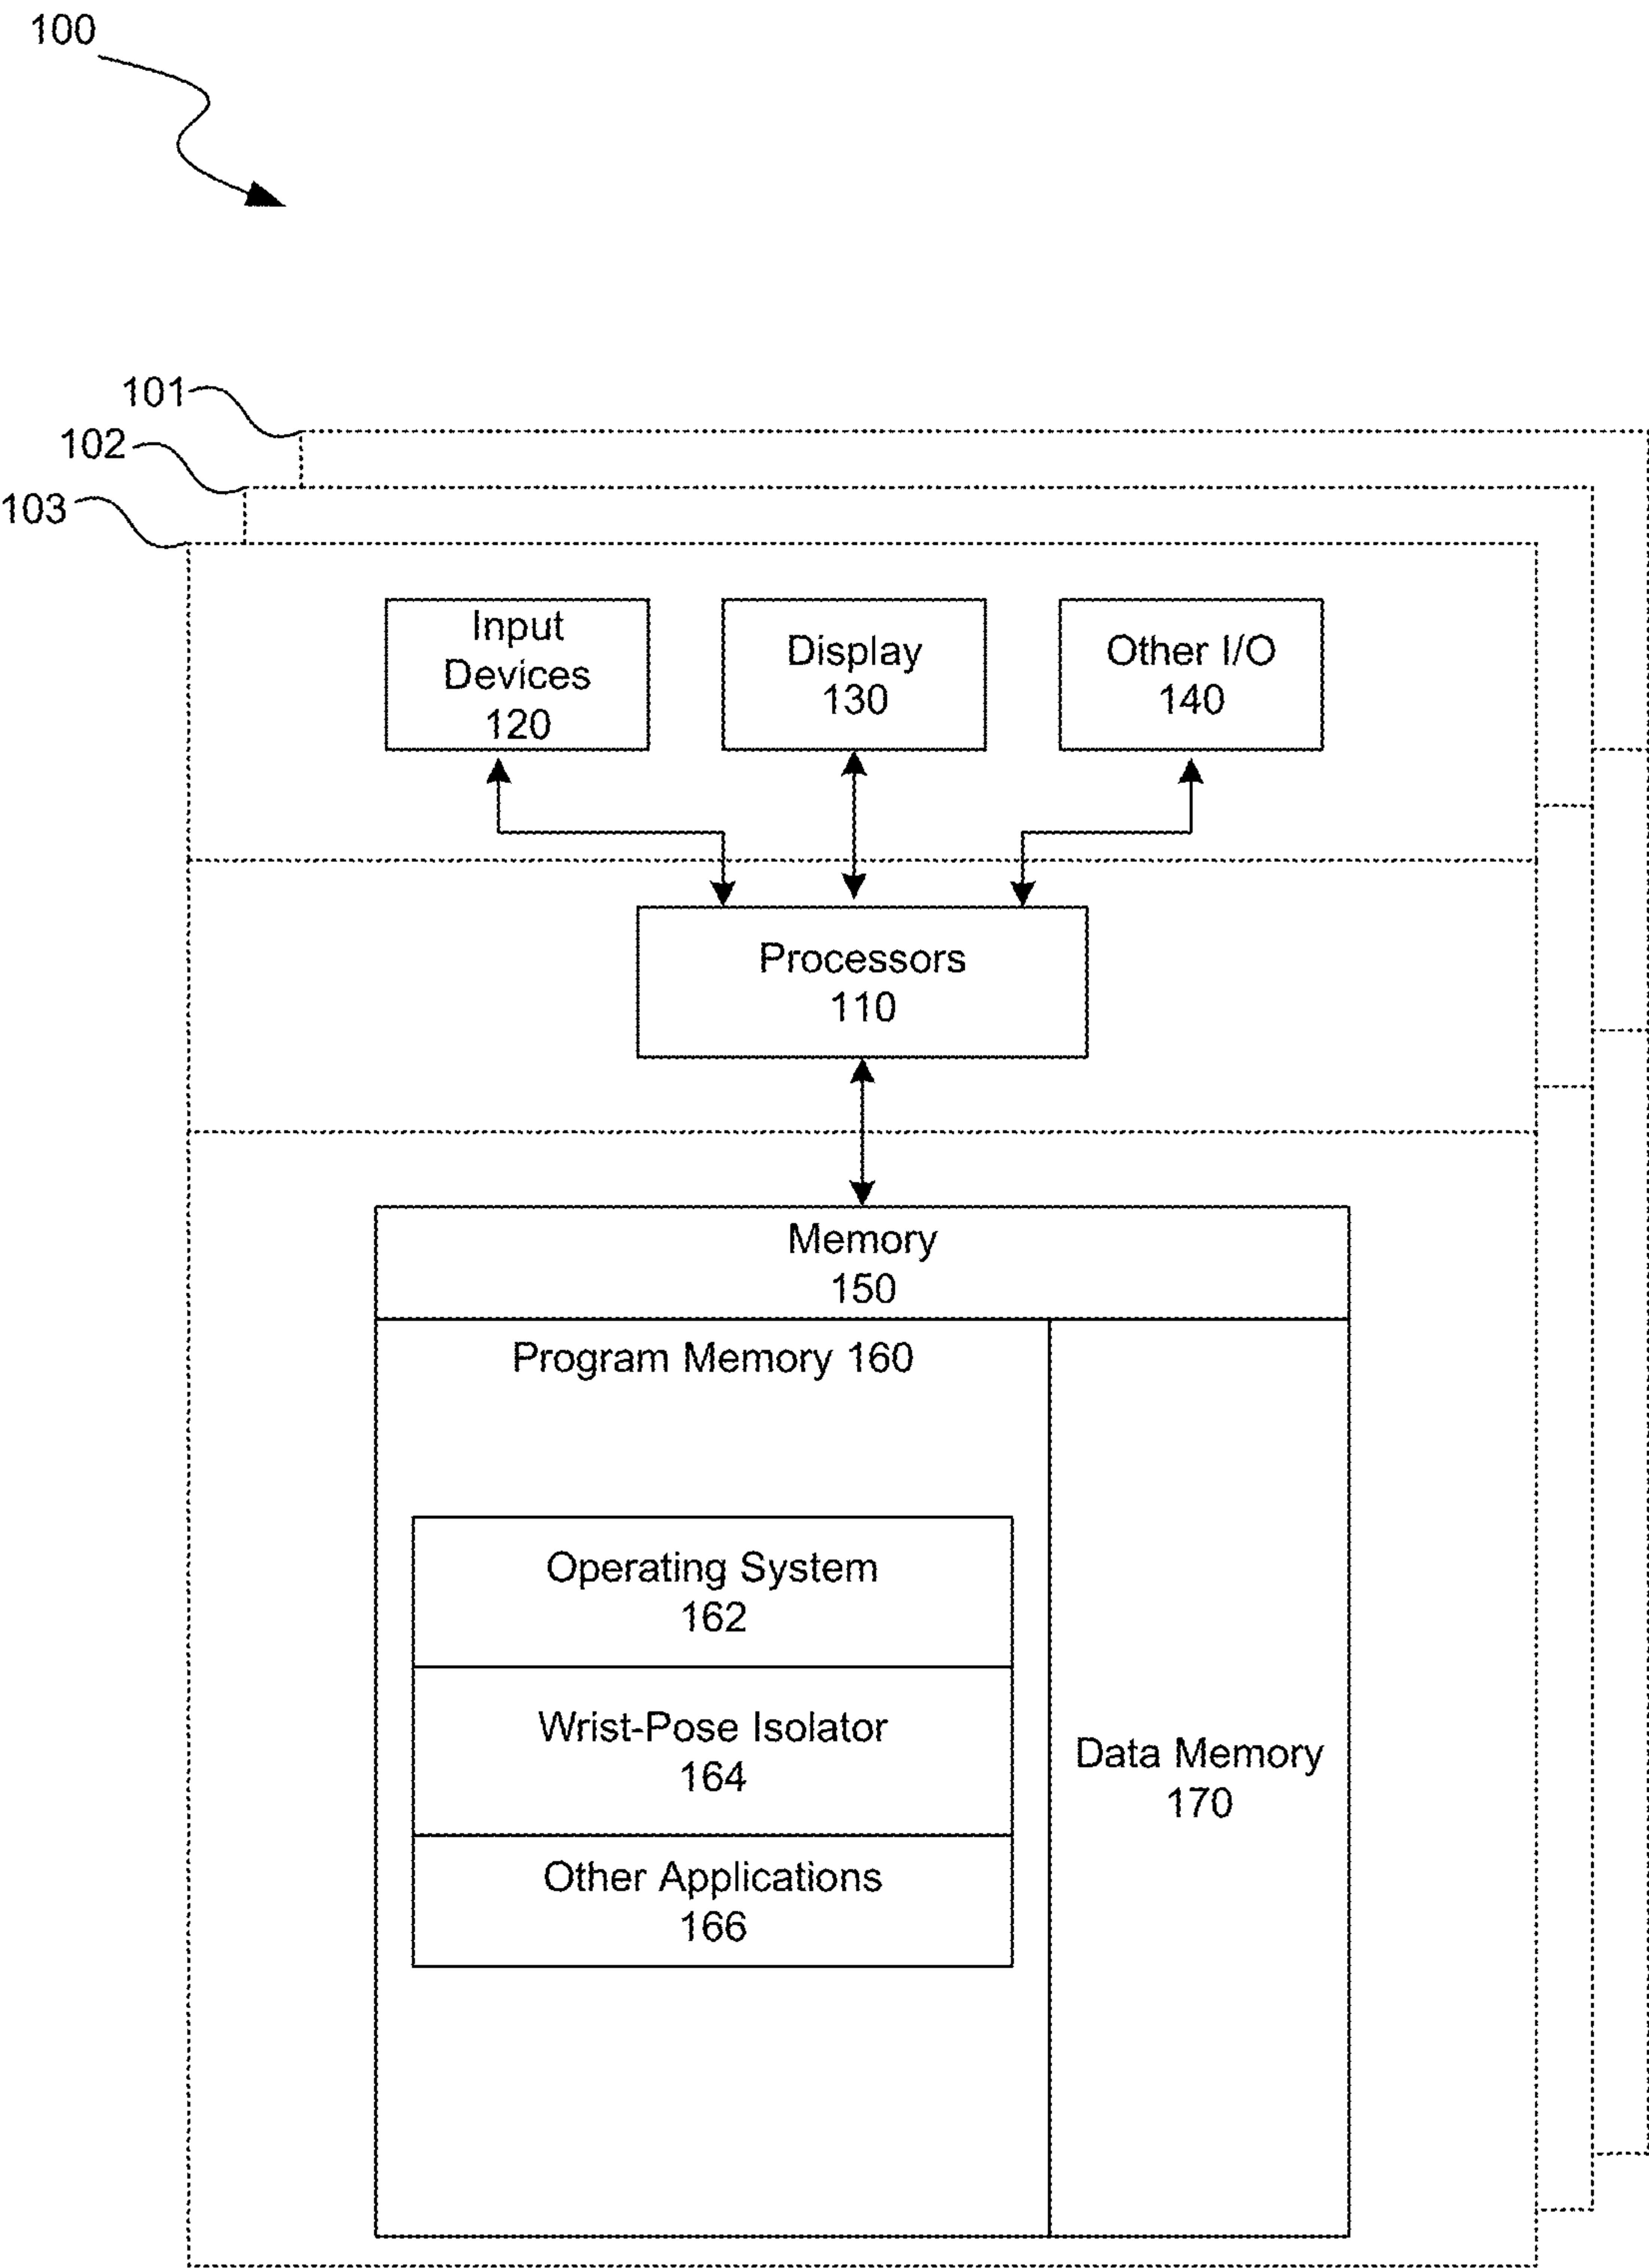 100
101
102
103
Input
Devices
120
Display
130
Other I/O
140
Processors
110
Memory
150
Program Memory 160
Operating System
162
Wrist-Pose Isolator
164
Other Applications
166
Data Memory
170